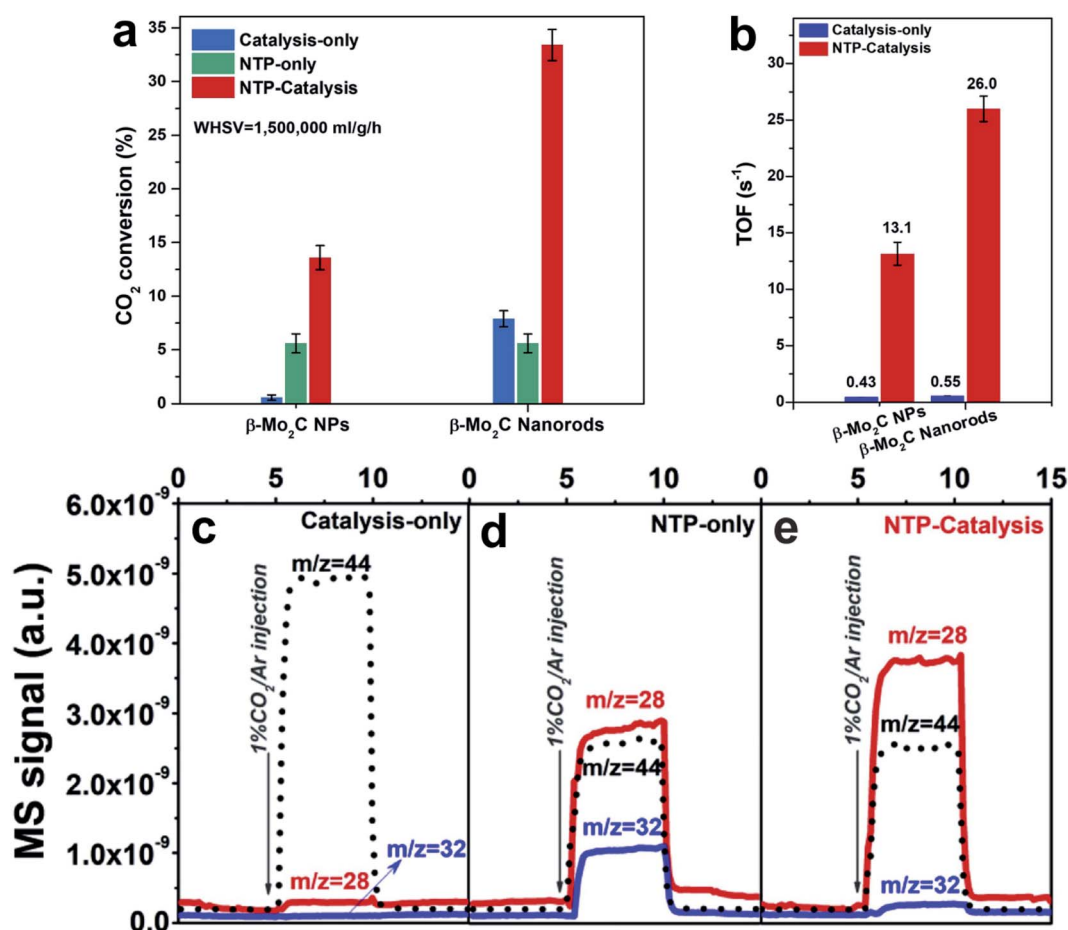 a
Catalysis-only
NTP-only
NTP-Catalysis
WHSV=1,500,000 ml/g/h
CO₂ conversion (%)
35
30
25
20
15
10
5
0
β-Mo₂C NPs
β-Mo₂C Nanorods
b
Catalysis-only
NTP-Catalysis
26.0
13.1
0.43
0.55
TOF (s⁻¹)
30
25
20
15
10
5
0
β-Mo₂C NPs
β-Mo₂C Nanorods
0 5 10 0 5 10 0 5 10 15
MS signal (a.u.)
6.0x10⁻⁹
5.0x10⁻⁹
4.0x10⁻⁹
3.0x10⁻⁹
2.0x10⁻⁹
1.0x10⁻⁹
0.0
c
Catalysis-only
m/z=44
1%CO₂/Ar injection
m/z=32
m/z=28
d
NTP-only
1%CO₂/Ar injection
m/z=28
m/z=44
m/z=32
e
NTP-Catalysis
1%CO₂/Ar injection
m/z=28
m/z=44
m/z=32